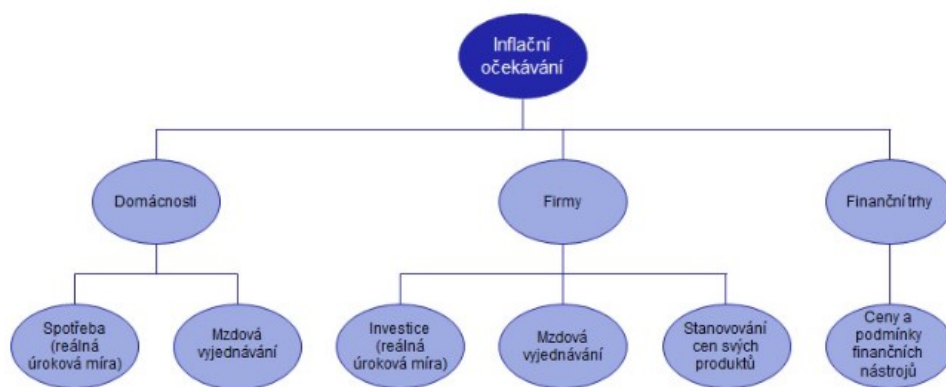 Inflační
očekávání
Domácnosti
Firmy
Finanční trhy
Spotřeba
(reálná
úroková míra)
Mzdová
vyjednávání
Investice (reálná
úroková míra)
Mzdová
vyjednávání
Stanovování
cen svých
produktů
Ceny a
podmínky
finančních
nástrojů